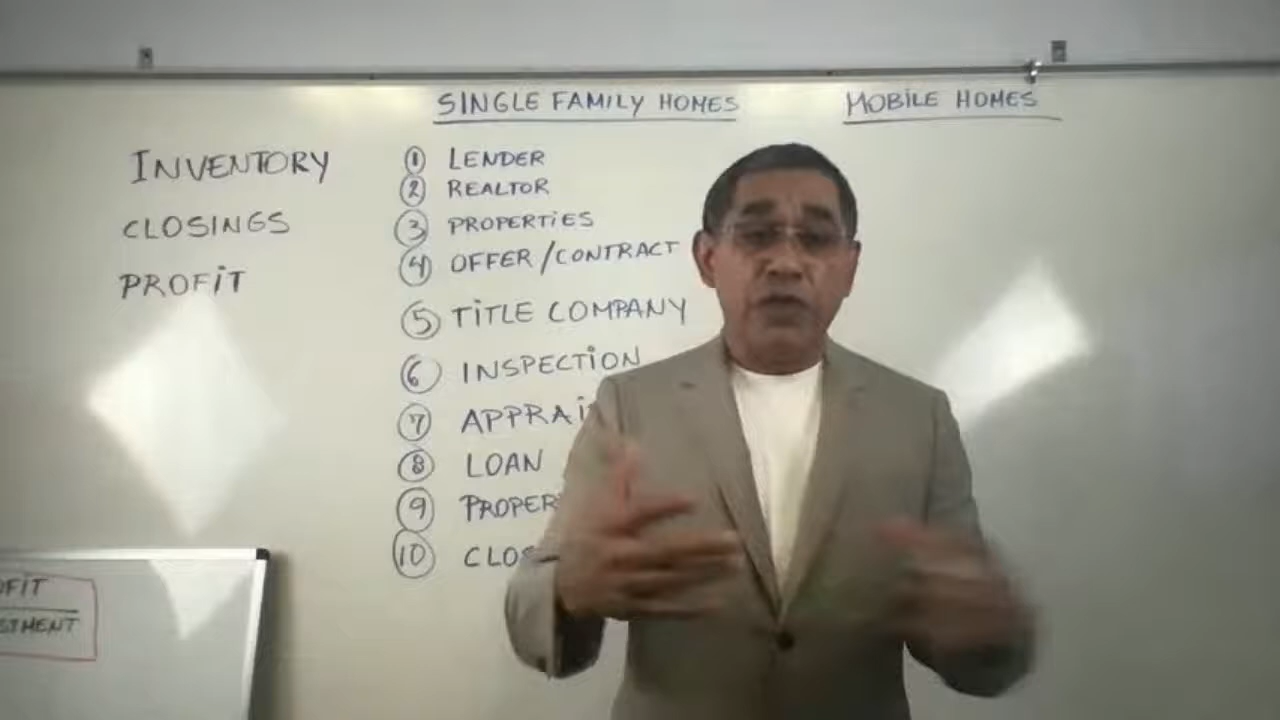 SINGLE FAMILY HOMES
MOBILE HOMES
INVENTORY
CLOSINGS
PROFIT
1 LENDER
2 REALTOR
3 PROPERTIES
4 OFFER/CONTRACT
5 TITLE COMPANY
6 INSPECTION
7
8 LOAN
9
10